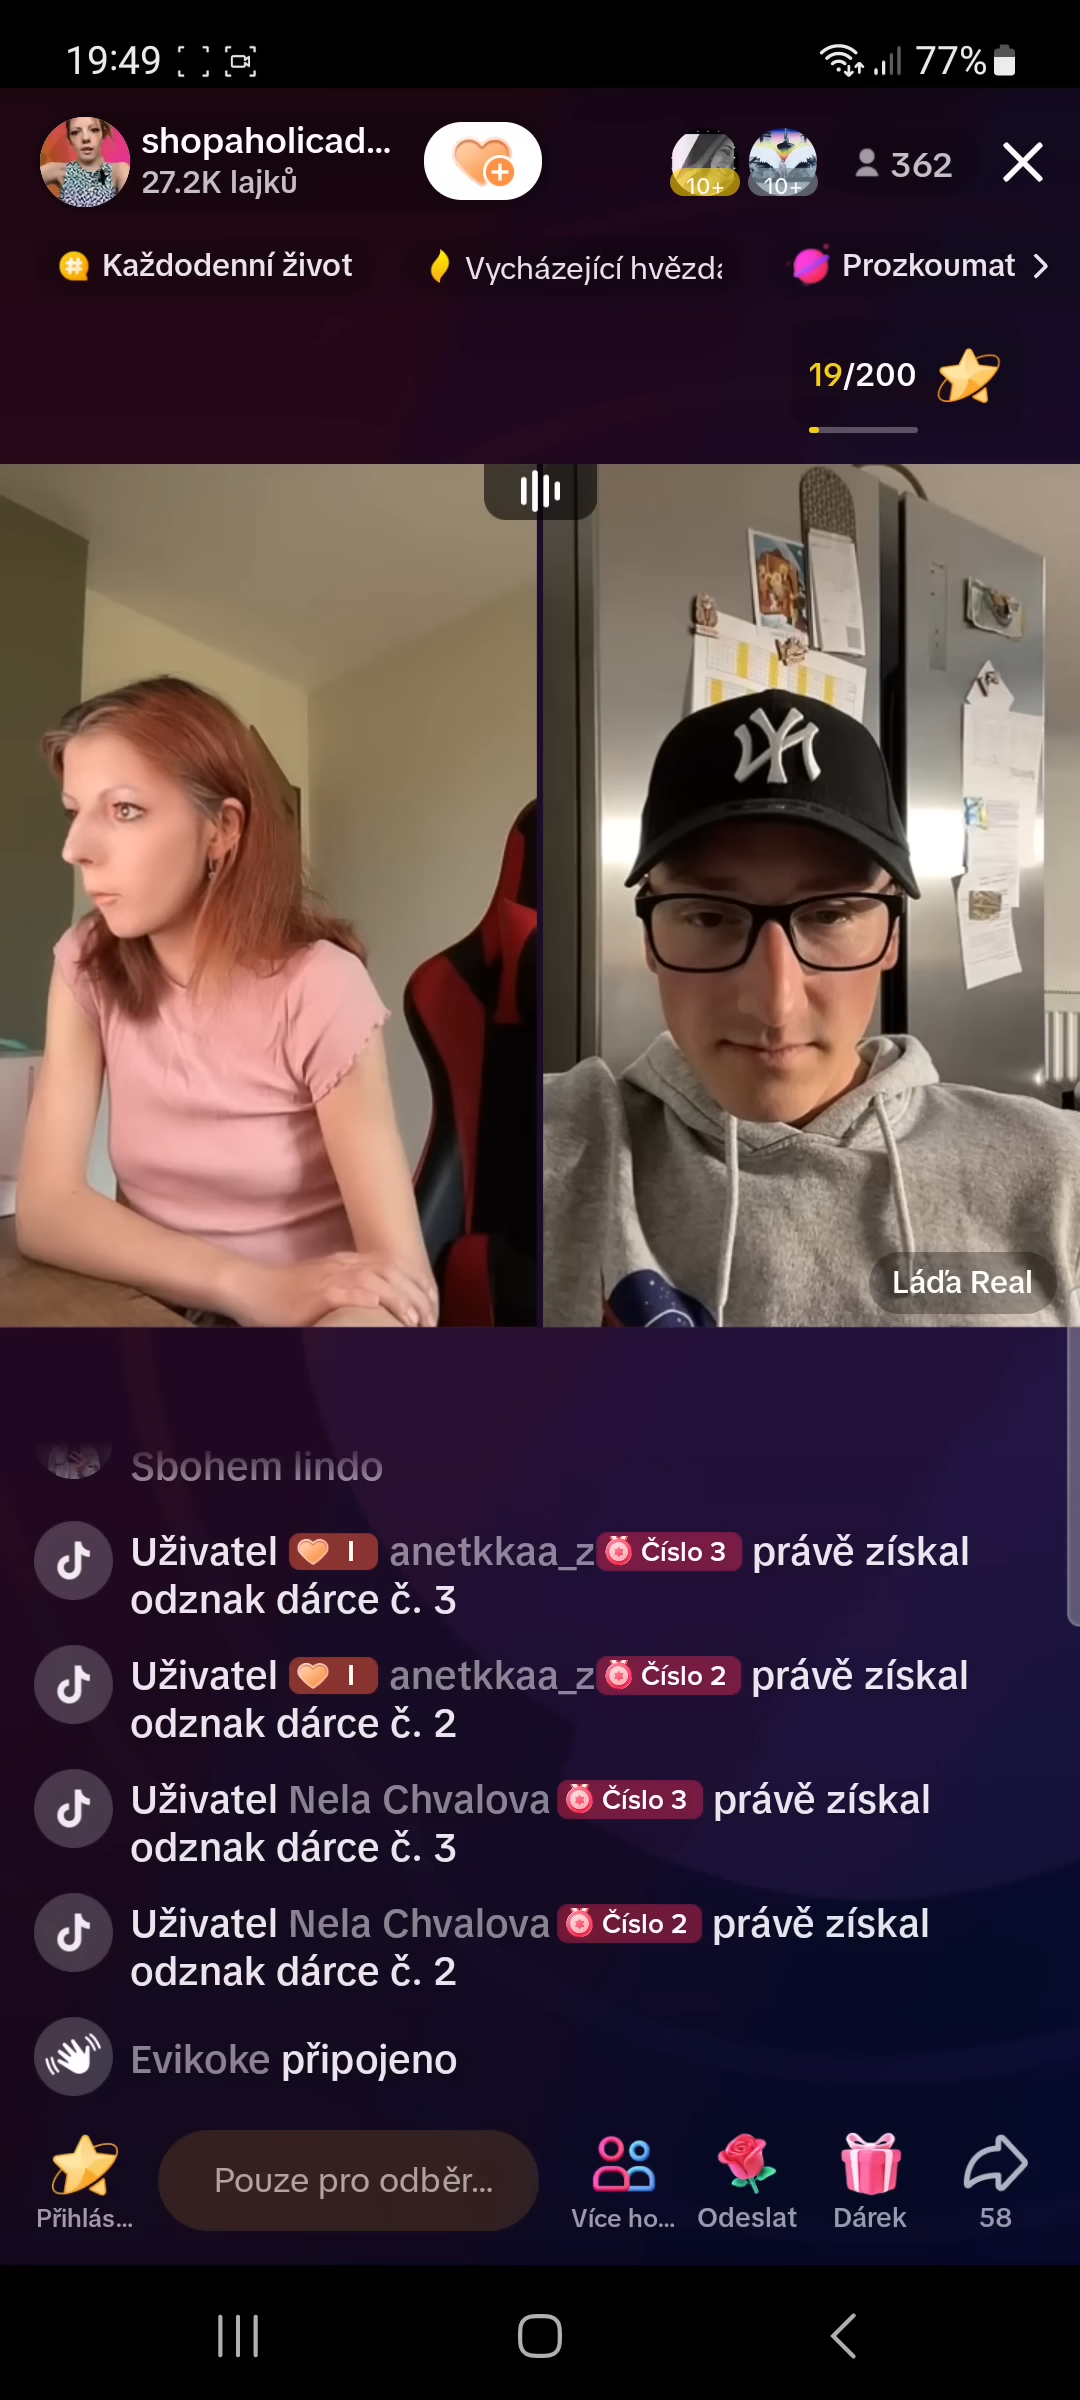 19:49
77%
shopaholicad...
27.2K lajků
10+
10+
362
Každodenní život
Vycházející hvězda
Prozkoumat
19/200
NY
Láďa Real
Sbohem lindo
Uživatel I anetkkaa_z Číslo 3 právě získal
odznak dárce č. 3
Uživatel I anetkkaa_z Číslo 2 právě získal
odznak dárce č. 2
Uživatel Nela Chvalova Číslo 3 právě získal
odznak dárce č. 3
Uživatel Nela Chvalova Číslo 2 právě získal
odznak dárce č. 2
Evikoke připojeno
Pouze pro odběr...
Přihlás...
Více ho...
Odeslat
Dárek
58